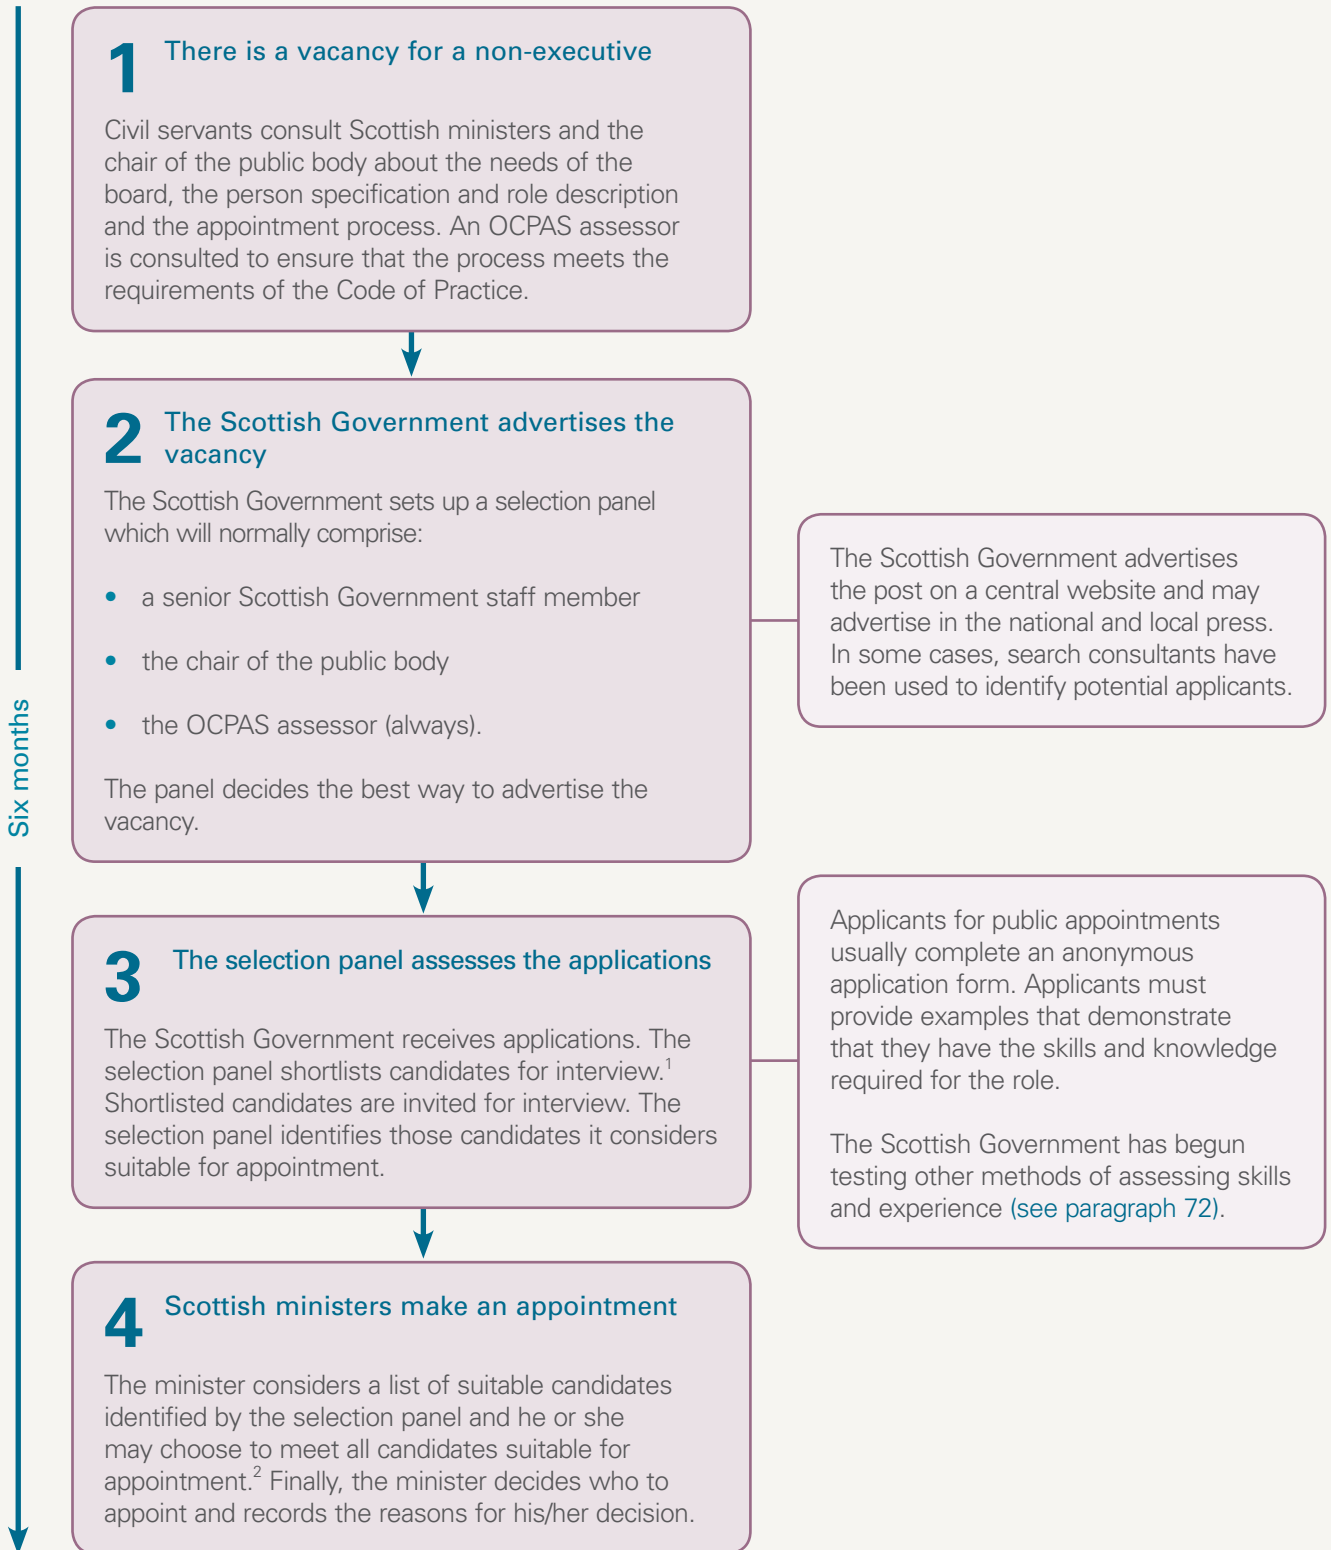 Six months
1 There is a vacancy for a non-executive
Civil servants consult Scottish ministers and the
chair of the public body about the needs of the
board, the person specification and role description
and the appointment process. An OCPAS assessor
is consulted to ensure that the process meets the
requirements of the Code of Practice.
2 The Scottish Government advertises the
vacancy
The Scottish Government sets up a selection panel
which will normally comprise:
• a senior Scottish Government staff member
• the chair of the public body
• the OCPAS assessor (always).
The panel decides the best way to advertise the
vacancy.
The Scottish Government advertises
the post on a central website and may
advertise in the national and local press.
In some cases, search consultants have
been used to identify potential applicants.
3 The selection panel assesses the applications
The Scottish Government receives applications. The
selection panel shortlists candidates for interview.1
Shortlisted candidates are invited for interview. The
selection panel identifies those candidates it considers
suitable for appointment.
Applicants for public appointments
usually complete an anonymous
application form. Applicants must
provide examples that demonstrate
that they have the skills and knowledge
required for the role.
The Scottish Government has begun
testing other methods of assessing skills
and experience (see paragraph 72).
4 Scottish ministers make an appointment
The minister considers a list of suitable candidates
identified by the selection panel and he or she
may choose to meet all candidates suitable for
appointment.2 Finally, the minister decides who to
appoint and records the reasons for his/her decision.